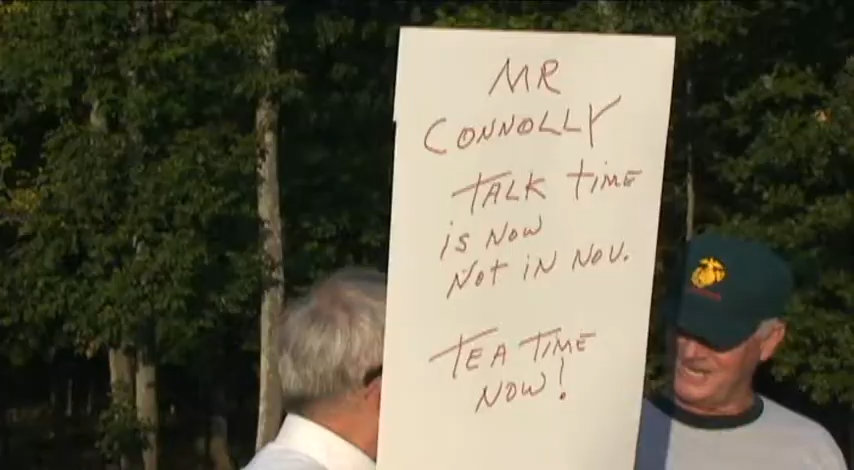 MR
CONNOLLY
TALK TIME
is NOW
NOT IN NOV.
TEA TIME
NOW!